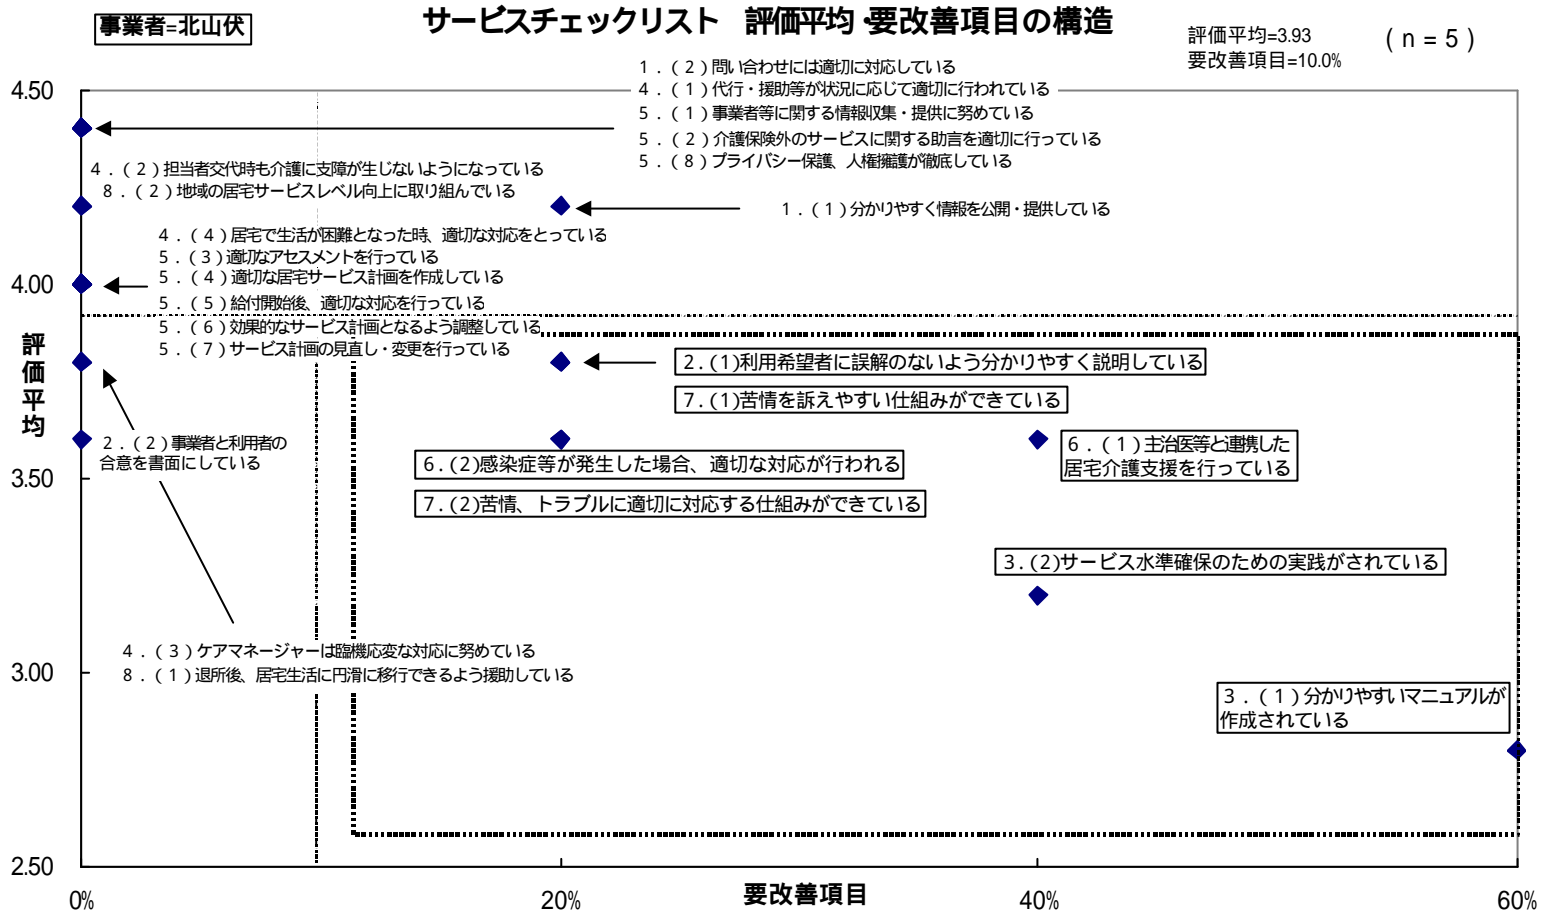 事業者=北山伏
サービスチェックリスト 評価平均・要改善項目の構造
評価平均=3.93
要改善項目=10.0%
(n=5)
1.(2)問い合わせには適切に対応している
4.(1)代行・援助等が状況に応じて適切に行われている
5.(1)事業者等に関する情報収集・提供に努めている
5.(2)介護保険外のサービスに関する助言を適切に行っている
5.(8)プライバシー保護、人権擁護が徹底している
4.(2)担当者交代時も介護に支障が生じないようになっている
8.(2)地域の居宅サービスレベル向上に取り組んでいる
1.(1)分かりやすく情報を公開・提供している
4.(4)居宅で生活が困難となった時、適切な対応をとっている
5.(3)適切なアセスメントを行っている
5.(4)適切な居宅サービス計画を作成している
5.(5)給付開始後、適切な対応を行っている
5.(6)効果的なサービス計画となるよう調整している
5.(7)サービス計画の見直し・変更を行っている
2.(1)利用希望者に誤解のないよう分かりやすく説明している
7.(1)苦情を訴えやすい仕組みができている
2.(2)事業者と利用者の
合意を書面にしている
6.(2)感染症等が発生した場合、適切な対応が行われる
7.(2)苦情、トラブルに適切に対応する仕組みができている
6.(1)主治医等と連携した
居宅介護支援を行っている
3.(2)サービス水準確保のための実践がされている
4.(3)ケアマネージャーは臨機応変な対応に努めている
8.(1)退所後、居宅生活に円滑に移行できるよう援助している
3.(1)分かりやすいマニュアルが
作成されている
評価平均
4.50
4.00
3.50
3.00
2.50
0%
20%
40%
60%
要改善項目